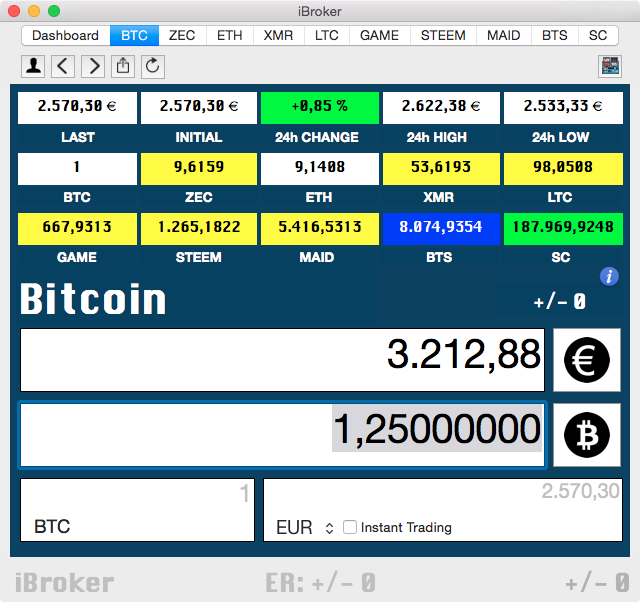 iBroker
Dashboard BTC ZEC ETH XMR LTC GAME STEEM MAID BTS SC
2.570,30 € 2.570,30 € +0,85 % 2.622,38 € 2.533,33 €
LAST INITIAL 24h CHANGE 24h HIGH 24h LOW
1 9,6159 9,1408 53,6193 98,0508
BTC ZEC ETH XMR LTC
667,9313 1.265,1822 5.416,5313 8.074,9354 187.969,9248
GAME STEEM MAID BTS SC
i
Bitcoin +/- 0
3.212,88 €
1,25000000
1 2.570,30
BTC EUR Instant Trading
iBroker ER: +/- 0 +/- 0